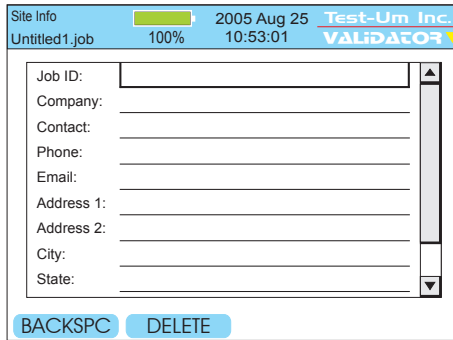 Site Info
2005 Aug 25 Test-Um Inc.
Untitled1.job 100% 10:53:01 VALIDATOR
Job ID:
Company:
Contact:
Phone:
Email:
Address 1:
Address 2:
City:
State:
BACKSPC DELETE